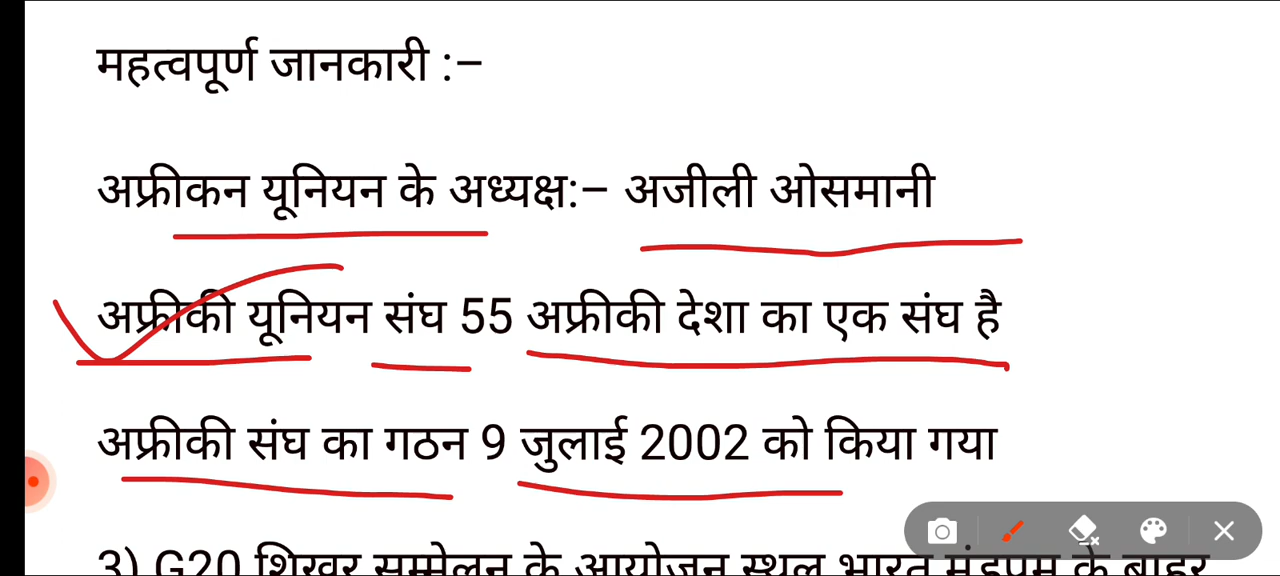 महत्वपूर्ण जानकारी :–
अफ्रीकन यूनियन के अध्यक्ष:– अजीली ओसमानी
अफ्रीकी यूनियन संघ 55 अफ्रीकी देशा का एक संघ है
अफ्रीकी संघ का गठन 9 जुलाई 2002 को किया गया
3) G20 शिखर सम्मेलन के आयोजन स्थल भारत मंडपम के बाहर